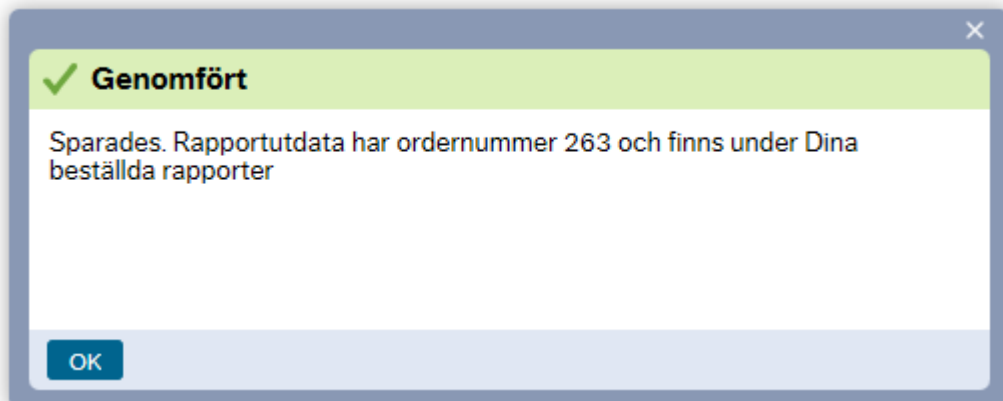 Genomfört
Sparades. Rapportutdata har ordernummer 263 och finns under Dina
beställda rapporter
OK